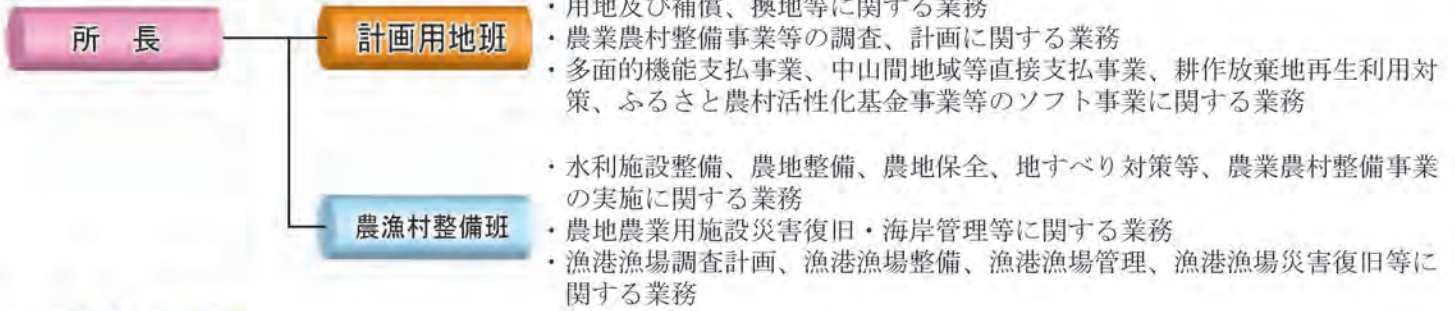 所　長
計画用地班
・用地及び補償、換地等に関する業務
・農業農村整備事業等の調査、計画に関する業務
・多面的機能支払事業、中山間地域等直接支払事業、耕作放棄地再生利用対
策、ふるさと農村活性化基金事業等のソフト事業に関する業務
農漁村整備班
・水利施設整備、農地整備、農地保全、地すべり対策等、農業農村整備事業
の実施に関する業務
・農地農業用施設災害復旧・海岸管理等に関する業務
・漁港漁場調査計画、漁港漁場整備、漁港漁場管理、漁港漁場災害復旧等に
関する業務